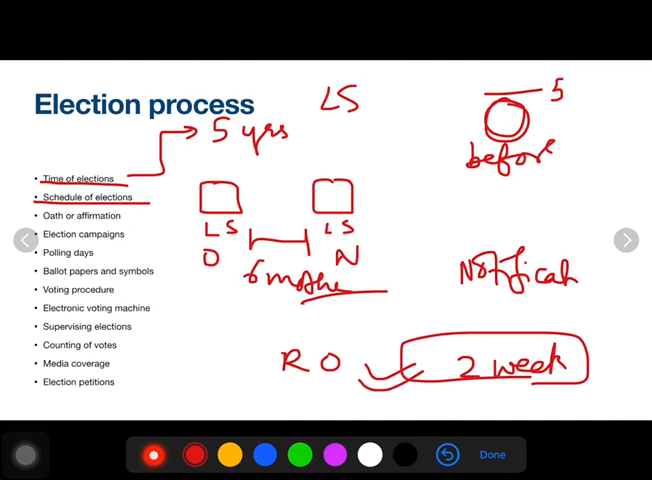 Election process
LS
5
5 yrs
before
Time of elections
Schedule of elections
Oath or affirmation
Election campaigns
Polling days
Ballot papers and symbols
Voting procedure
Electronic voting machine
Supervising elections
Counting of votes
Media coverage
Election petitions
LS
LS
O
N
6
RO
2 week
Done